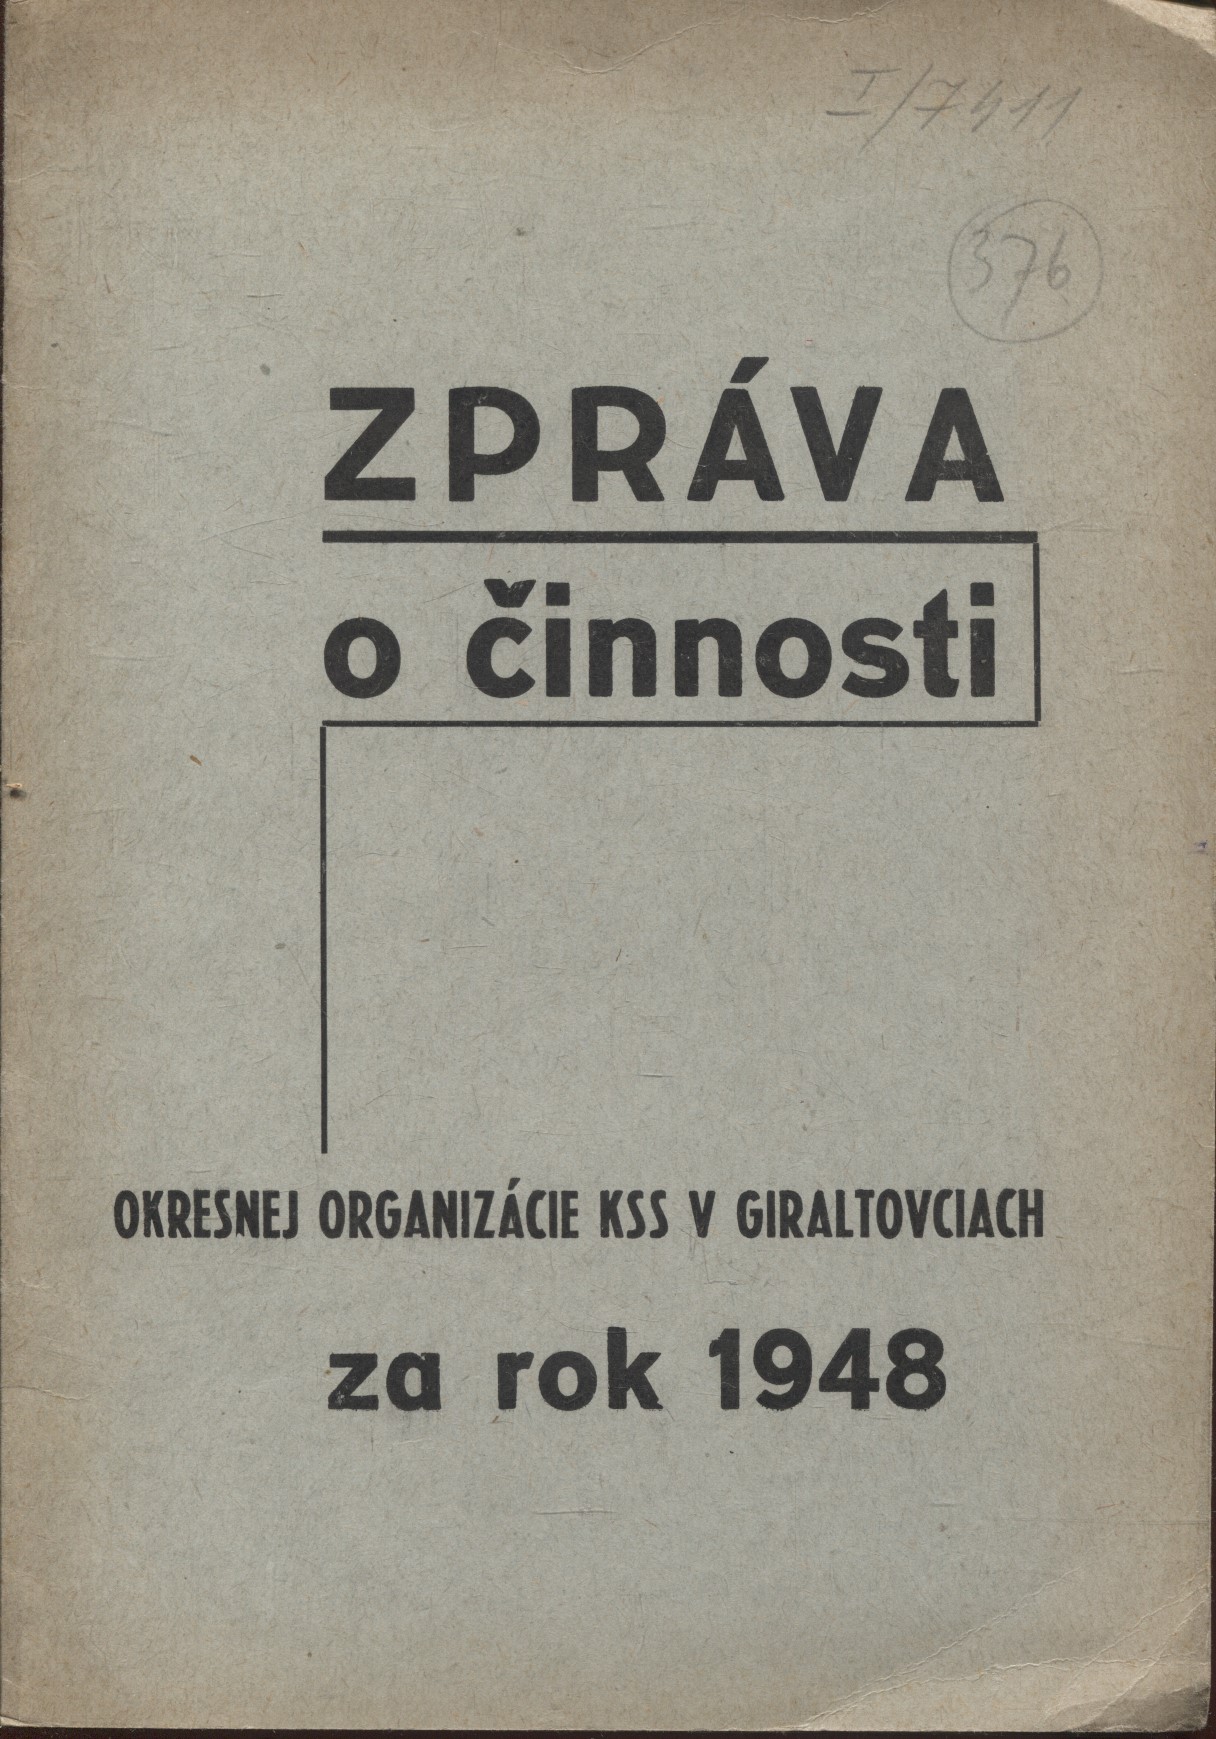 I/7411
376
ZPRÁVA
o činnosti
OKRESNEJ ORGANIZÁCIE KSS V GIRALTOVCIACH
za rok 1948